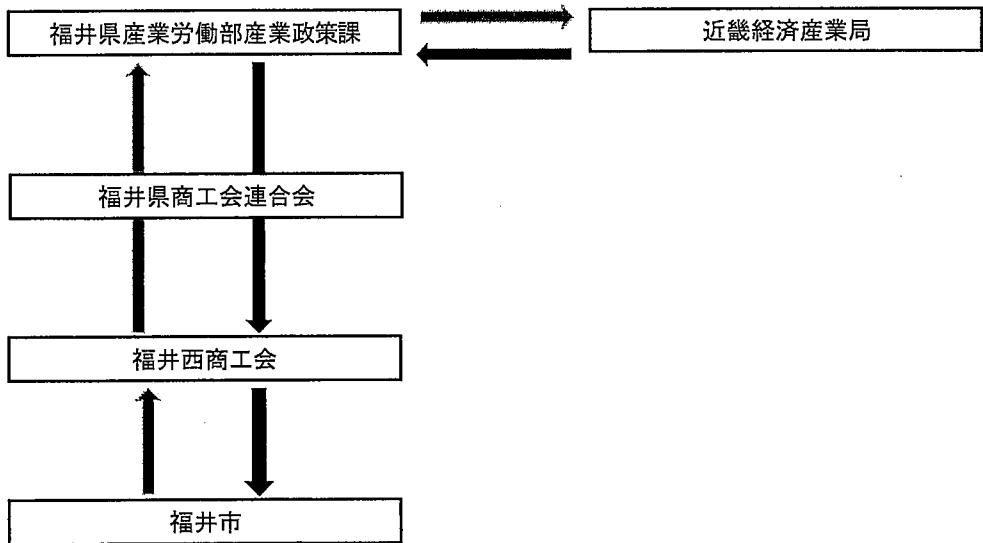 福井県産業労働部産業政策課
近畿経済産業局
福井県商工会連合会
福井西商工会
福井市